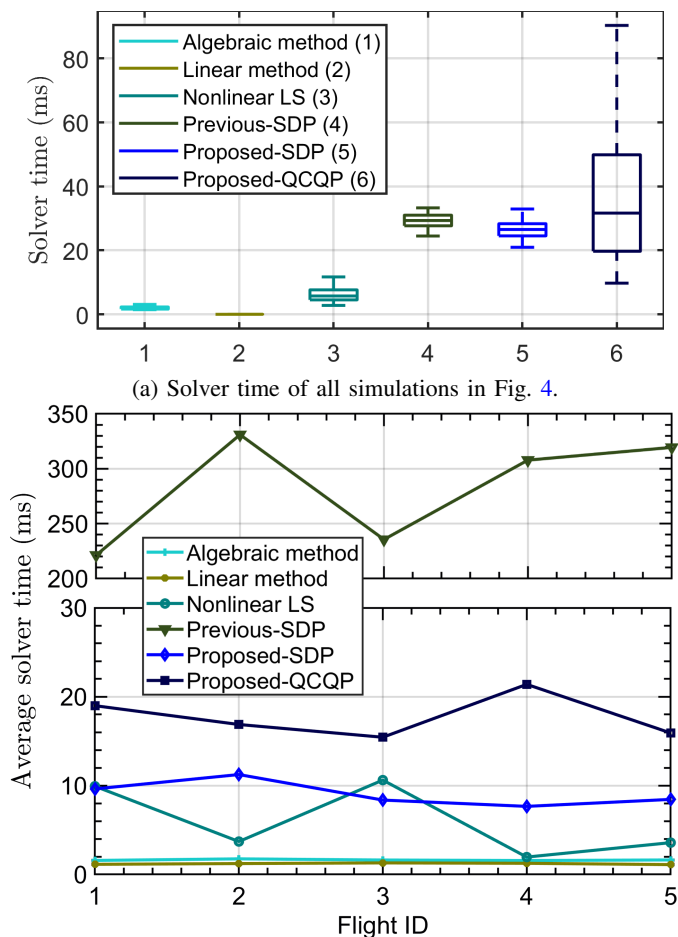 Solver time (ms)
80
60
40
20
0
Algebraic method (1)
Linear method (2)
Nonlinear LS (3)
Previous-SDP (4)
Proposed-SDP (5)
Proposed-QCQP (6)
1 2 3 4 5 6
(a) Solver time of all simulations in Fig. 4.
Average solver time (ms)
350
300
250
200
30
20
10
0
Algebraic method
Linear method
Nonlinear LS
Previous-SDP
Proposed-SDP
Proposed-QCQP
1 2 3 4 5
Flight ID